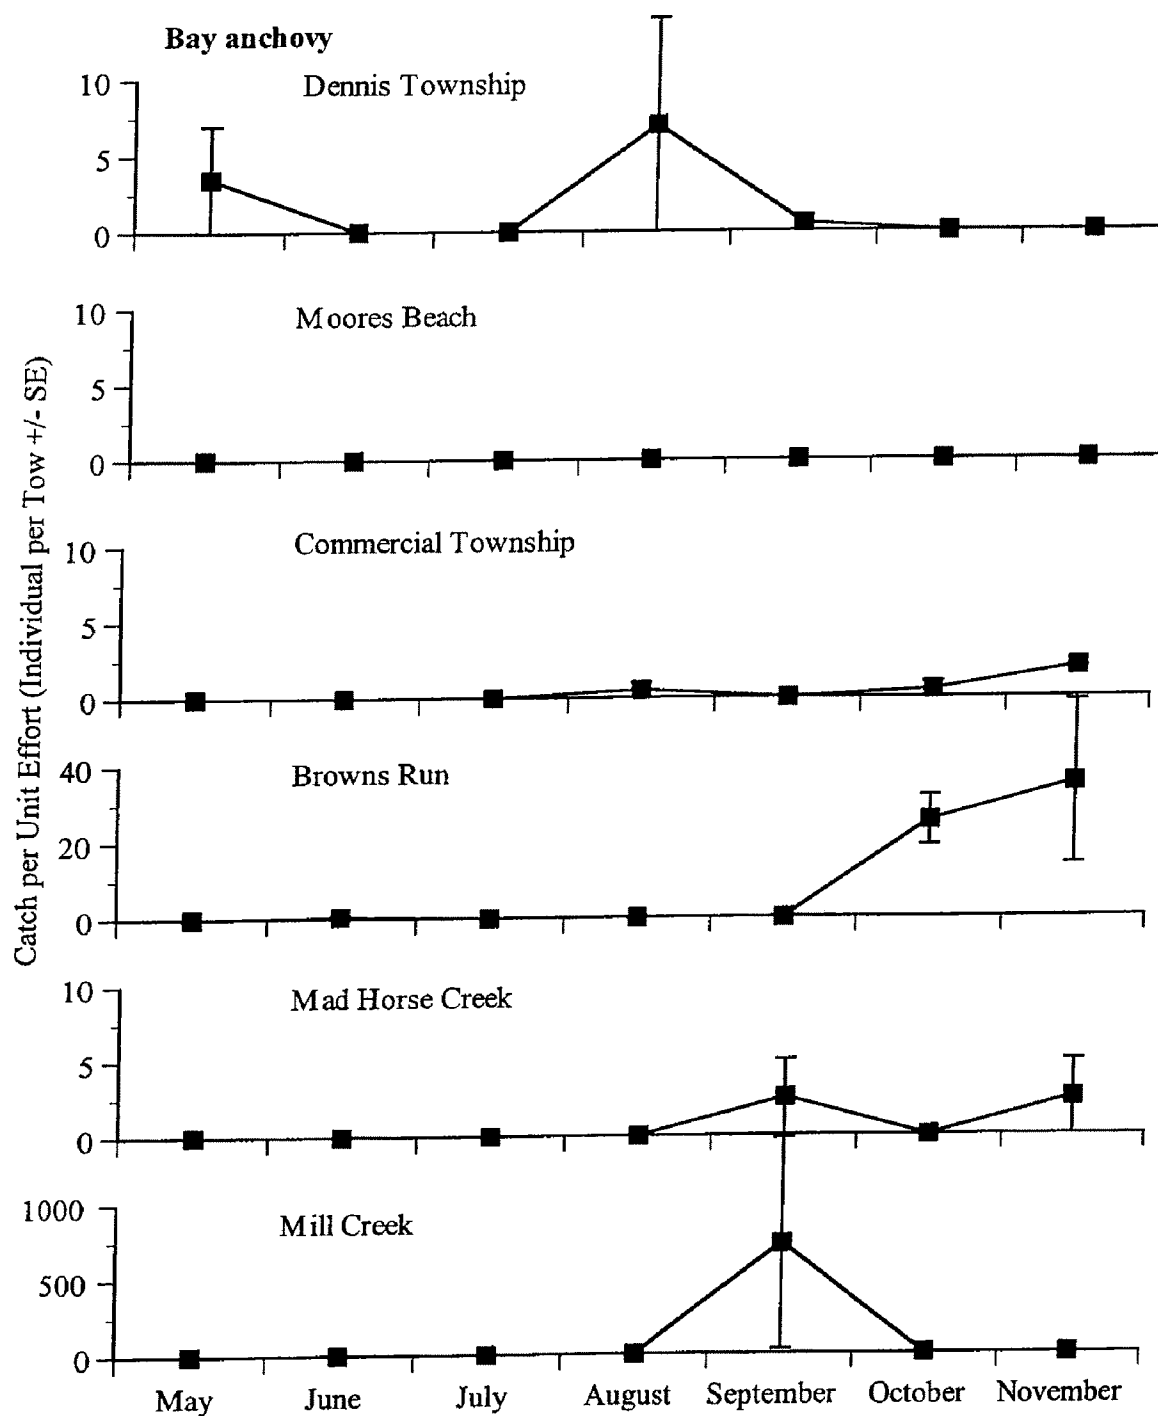 Bay anchovy
Dennis Township
10
5
0
Moores Beach
10
5
0
Commercial Township
10
5
0
Browns Run
40
20
0
Mad Horse Creek
10
5
0
Mill Creek
1000
500
0
May June July August September October November
Catch per Unit Effort (Individual per Tow +/- SE)